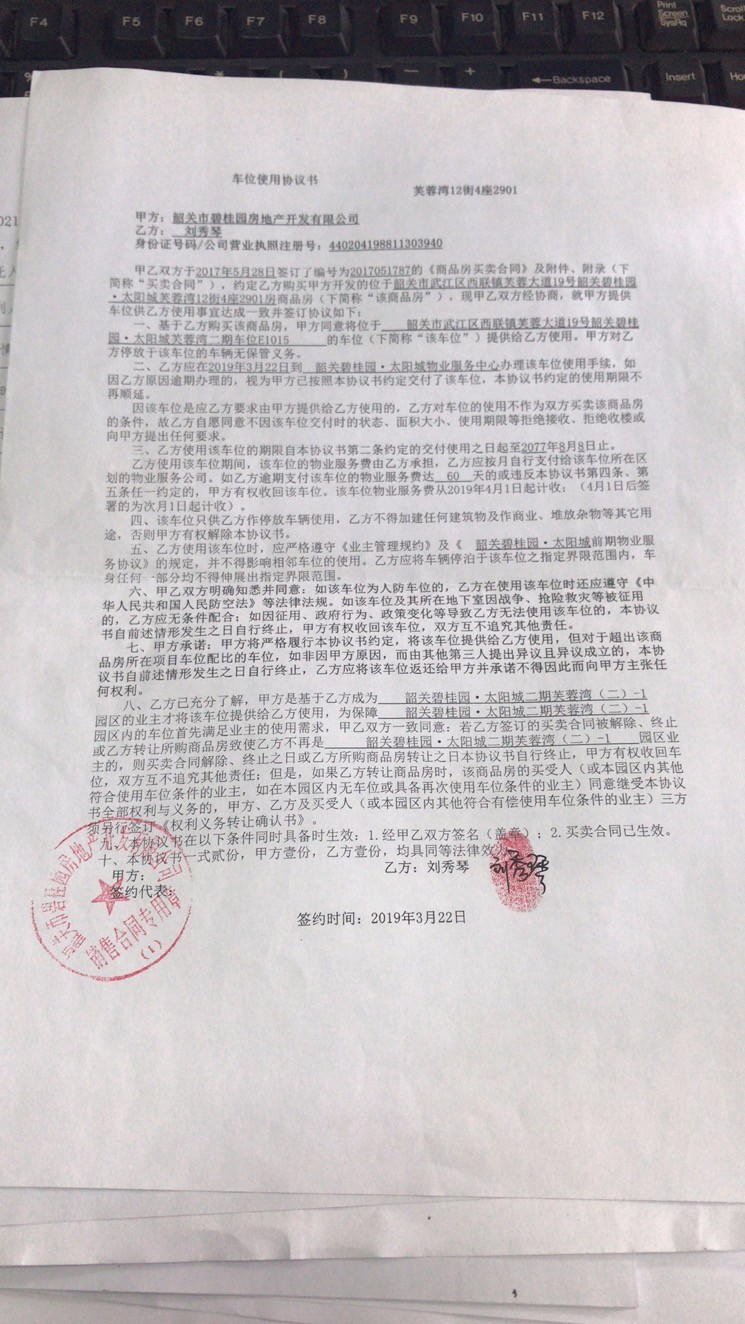 F4 F5 F6 F7 F8 F9 F10 F11 F12 Print Screen SysRq
Backspace Insert
车位使用协议书
芙蓉湾12街4座2901
甲方：韶关市碧桂园房地产开发有限公司
乙方：刘秀琴
身份证号码/公司营业执照注册号：440204198811303940
甲乙双方于2017年5月28日签订了编号为2017051787的《商品房买卖合同》及附件、附录（下
简称“买卖合同”），约定乙方购买甲方开发的位于韶关市武江区西联镇芙蓉大道19号韶关碧桂园
·太阳城芙蓉湾12街4座2901房商品房（下简称“该商品房”），现甲乙双方经协商，就甲方提供
车位供乙方使用事宜达成一致并签订协议如下：
一、基于乙方购买该商品房，甲方同意将位于 韶关市武江区西联镇芙蓉大道19号韶关碧桂
园·太阳城芙蓉湾二期车位E1015 的车位（下简称“该车位”）提供给乙方使用。甲方对乙
方停放于该车位的车辆无保管义务。
二、乙方应在2019年3月22日到 韶关碧桂园·太阳城物业服务中心办理该车位使用手续，如
因乙方原因逾期办理的，视为甲方已按照本协议书约定交付了该车位，本协议书约定的使用期限不
再顺延。
因该车位是应乙方要求由甲方提供给乙方使用的，乙方对车位的使用不作为双方买卖该商品房
的条件，故乙方自愿同意不因该车位交付时的状态、面积大小、使用期限等拒绝接收、拒绝收楼或
向甲方提出任何要求。
三、乙方使用该车位的期限自本协议书第二条约定的交付使用之日起至2077年8月8日止。
乙方使用该车位期间，该车位的物业服务费由乙方承担，乙方应按月自行支付给该车位所在区
划的物业服务公司。如乙方逾期支付该车位的物业服务费达 60 天的或违反本协议书第四条、第
五条任一约定的，甲方有权收回该车位。该车位物业服务费从2019年4月1日起计收：（4月1日后签
署的为次月1日起计收）。
四、该车位只供乙方作停放车辆使用，乙方不得加建任何建筑物及作商业、堆放杂物等其它用
途，否则甲方有权解除本协议书。
五、乙方使用该车位时，应严格遵守《业主管理规约》及《 韶关碧桂园·太阳城前期物业服
务协议》的规定，并不得影响相邻车位的使用。乙方应将车辆停泊于该车位之指定界限范围内，车
身任何一部分均不得伸展出指定界限范围。
六、甲乙双方明确知悉并同意：如该车位为人防车位的，乙方在使用该车位时还应遵守《中
华人民共和国人民防空法》等法律法规。如该车位及其所在地下室因战争、抢险救灾等被征用
的，乙方应无条件配合；如因征用、政府行为、政策变化等导致乙方无法使用该车位的，本协议
书自前述情形发生之日自行终止，甲方有权收回该车位，双方互不追究其他责任。
七、甲方承诺：甲方将严格履行本协议书约定，将该车位提供给乙方使用，但对于超出该商
品房所在项目车位配比的车位，如非因甲方原因，而由其他第三人提出异议且异议成立的，本协
议书自前述情形发生之日自行终止，乙方应将该车位返还给甲方并承诺不得因此而向甲方主张任
何权利。
八、乙方已充分了解，甲方是基于乙方成为 韶关碧桂园·太阳城二期芙蓉湾（二）-1
园区的业主才将该车位提供给乙方使用，为保障 韶关碧桂园·太阳城二期芙蓉湾（二）-1
园区内的车位首先满足业主的使用需求，甲乙双方一致同意：若乙方签订的买卖合同被解除、终止
或乙方转让所购商品房致使乙方不再是 韶关碧桂园·太阳城二期芙蓉湾（二）-1 园区业
主的，则买卖合同解除、终止之日或乙方所购商品房转让之日本协议书自行终止，甲方有权收回车
位，双方互不追究其他责任；但是，如果乙方转让商品房时，该商品房的买受人（或本园区内其他
符合使用车位条件的业主，如在本园区内无车位或具备再次使用车位条件的业主）同意继受本协议
书全部权利与义务的，甲方、乙方及买受人（或本园区内其他符合有偿使用车位条件的业主）三方
须另行签订《权利义务转让确认书》。
九、本协议书在以下条件同时具备时生效：1.经甲乙双方签名（盖章）；2.买卖合同已生效。
十、本协议书一式贰份，甲方壹份，乙方壹份，均具同等法律效力
甲方： 乙方：刘秀琴 刘秀琴
签约代表：
销售合同专用章
（1）
签约时间：2019年3月22日